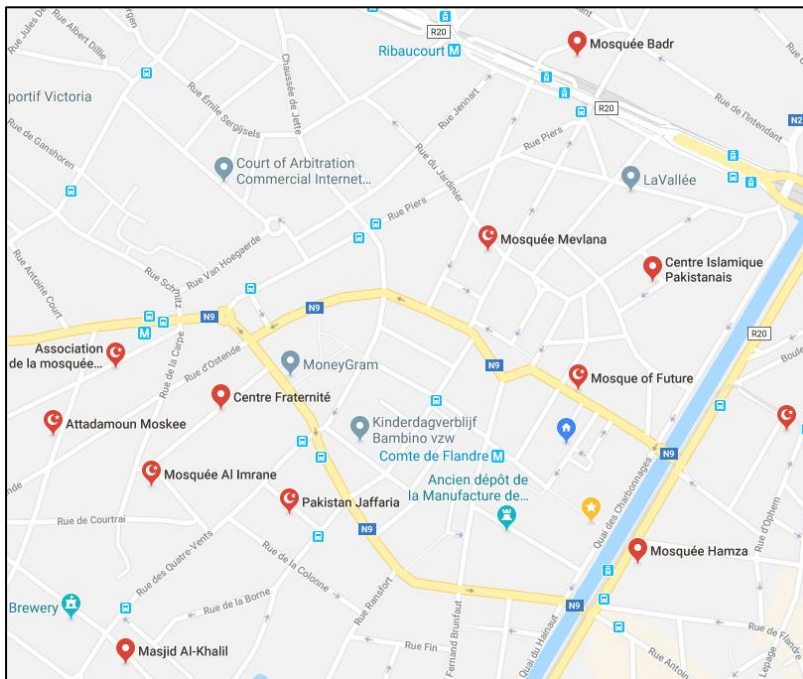 R20
Mosquée Badr
Ribaucourt M
Rue Albert Dillie
Chaussée de Jette
R20
N2
Rue de l'Intendant
portif Victoria
Rue Émile Sergijsels
Rue Jennart
Rue Piers
Rue de Ganshoren
Rue du Jardinier
Court of Arbitration
Commercial Internet...
LaVallée
Rue Piers
Mosquée Mevlana
Rue Van Hoegaerde
Centre Islamique
Pakistanais
Rue Antoine Court
Rue Schmitz
N9
N9
R20
M
Association
de la mosquée...
Rue de la Carpe
Rue d'Ostende
MoneyGram
N9
Boule
Mosque of Future
Centre Fraternité
Attadamoun Moskee
Kinderdagverblijf
Bambino vzw
Comte de Flandre M
N9
Mosquée Al Imrane
nde
Ancien dépôt de
la Manufacture de...
Quai des Charbonnages
Pakistan Jaffaria
Rue de Courtrai
N9
Rue d'Ophem
Mosquée Hamza
Rue des Quatre-Vents
Rue de la Colonne
Brewery
Rue de la Borne
Rue Ransfort
N9
Rue de Flandre
Masjid Al-Khalil
Rue Fin
Fernand Brunfaut
Quai du Hainaut
Rue Antoin
Lepage